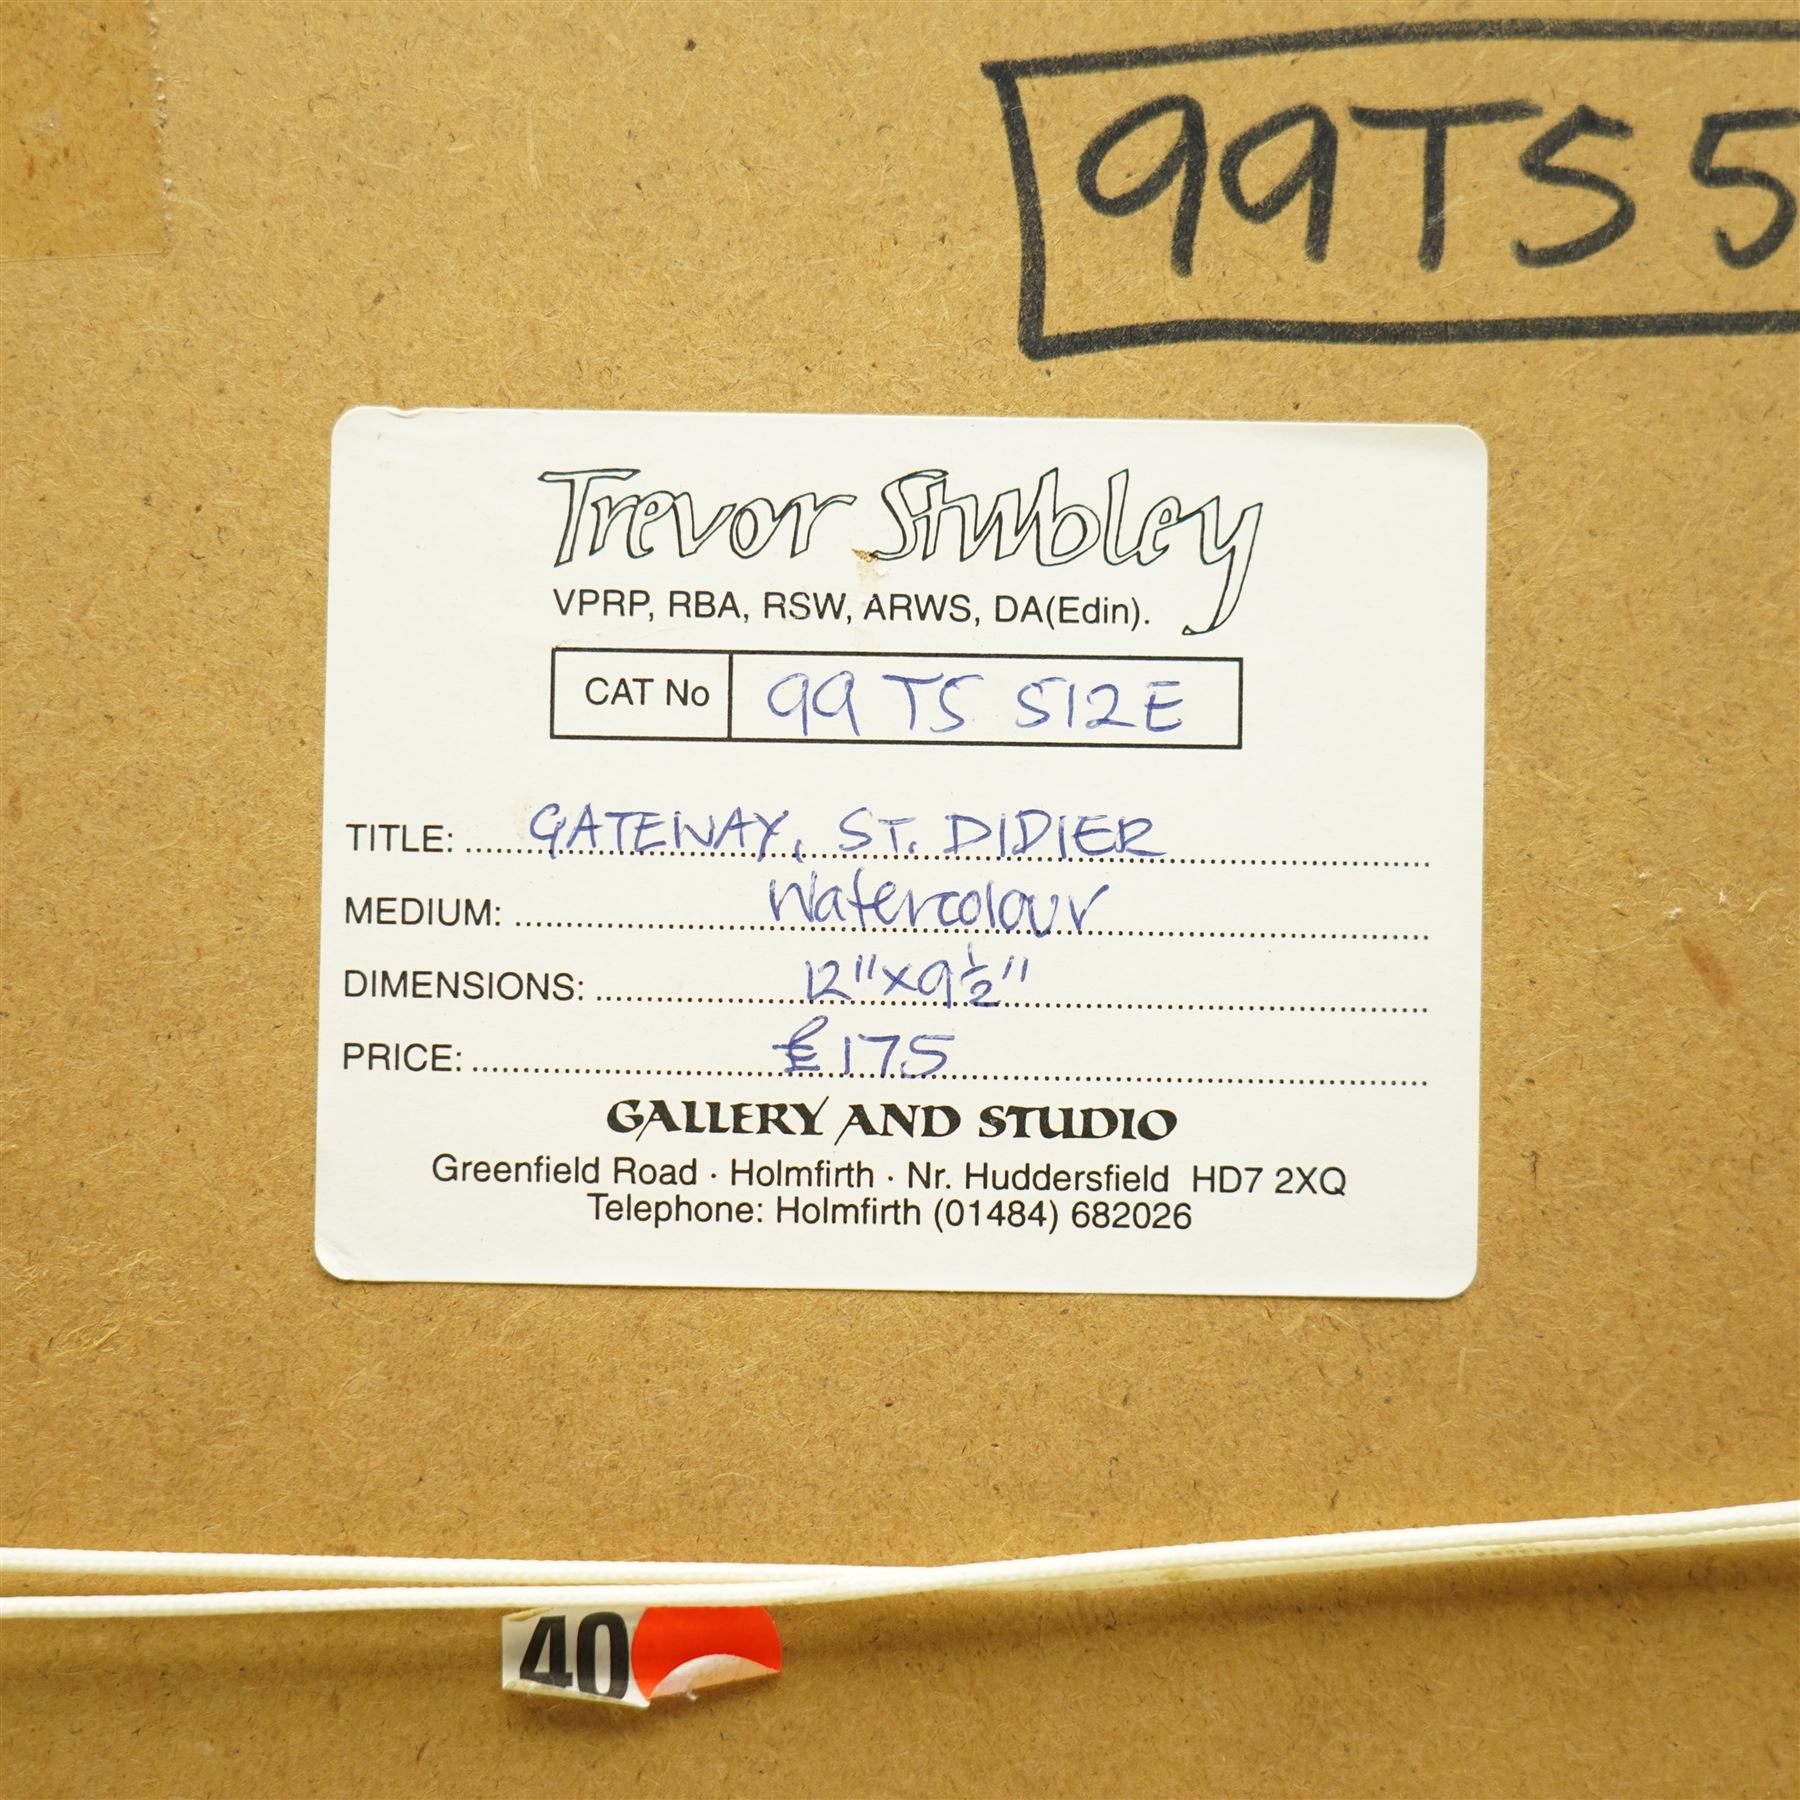 99TS 5
Trevor Stubley
VPRP, RBA, RSW, ARWS, DA(Edin).
CAT No 99 TS 512E
TITLE: GATEWAY, ST. DIDIER
MEDIUM: Watercolour
DIMENSIONS: 12"x9½"
PRICE: £175
GALLERY AND STUDIO
Greenfield Road · Holmfirth · Nr. Huddersfield HD7 2XQ
Telephone: Holmfirth (01484) 682026
40